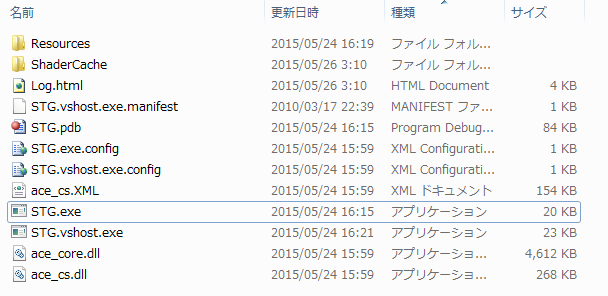 名前 更新日時 種類 サイズ
Resources 2015/05/24 16:19 ファイル フォル...
ShaderCache 2015/05/26 3:10 ファイル フォル...
Log.html 2015/05/26 3:10 HTML Document 4 KB
STG.vshost.exe.manifest 2010/03/17 22:39 MANIFEST ファ... 1 KB
STG.pdb 2015/05/24 16:15 Program Debug... 84 KB
STG.exe.config 2015/05/24 15:59 XML Configurati... 1 KB
STG.vshost.exe.config 2015/05/24 15:59 XML Configurati... 1 KB
ace_cs.XML 2015/05/24 15:59 XML ドキュメント 154 KB
STG.exe 2015/05/24 16:15 アプリケーション 20 KB
STG.vshost.exe 2015/05/24 16:21 アプリケーション 23 KB
ace_core.dll 2015/05/24 15:59 アプリケーショ... 4,612 KB
ace_cs.dll 2015/05/24 15:59 アプリケーショ... 268 KB